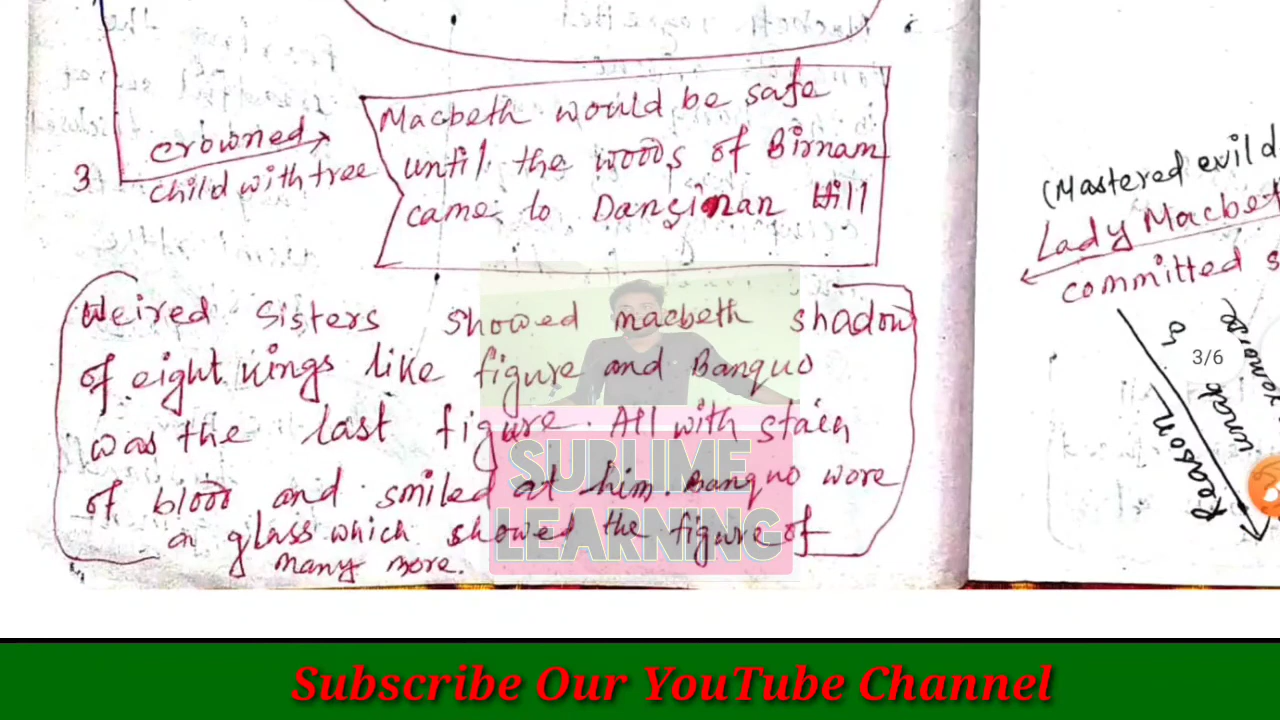 3
crowned
child with tree
Macbeth would be safe
until the woods of Birnam
came to Dansinan Hill
Weired Sisters showed macbeth shadow
of eight kings like figure and Banquo
was the last figure. All with stain
of blood and smiled at him. Banquo wore
a glass which showed the figure of
many more.
(Mastered evild
Lady Macbet
committed s
Reason
3/6
SUBLIME
LEARNING
Subscribe Our YouTube Channel